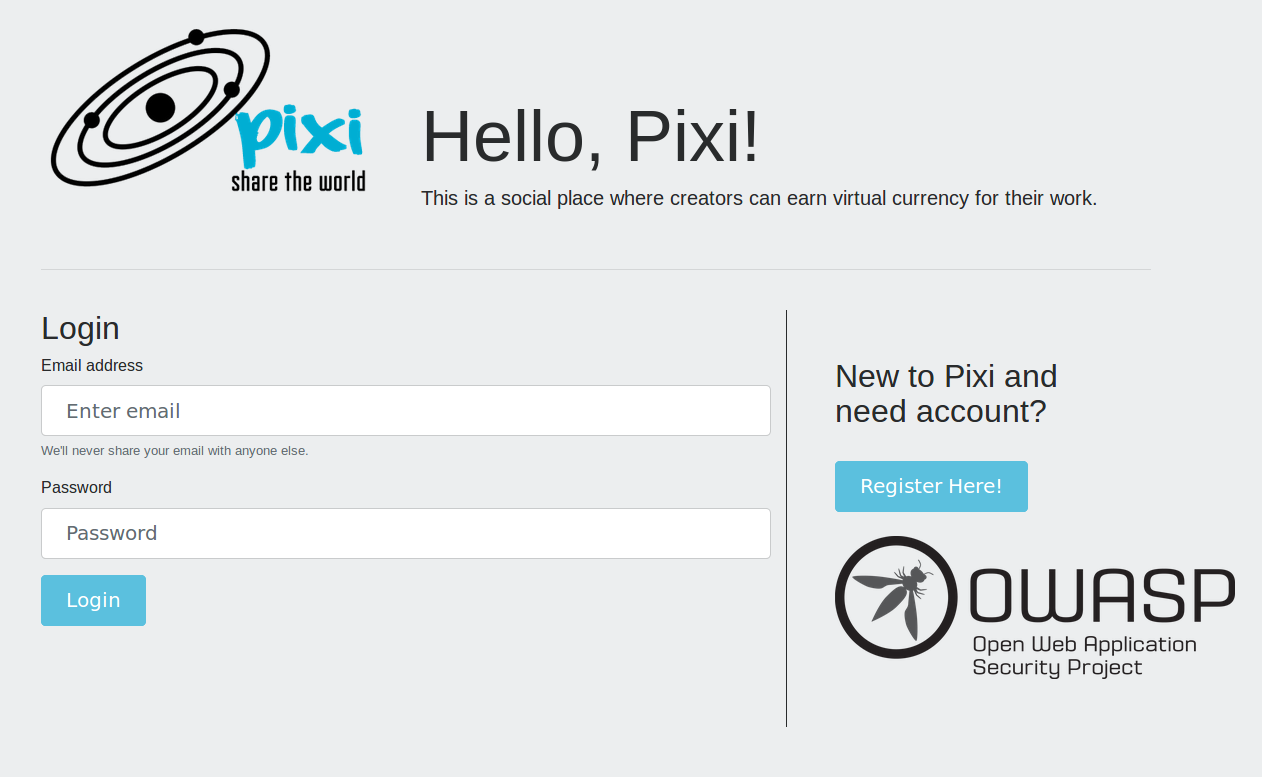 pixi
share the world
Hello, Pixi!
This is a social place where creators can earn virtual currency for their work.
Login
Email address
Enter email
We'll never share your email with anyone else.
Password
Password
Login
New to Pixi and
need account?
Register Here!
OWASP
Open Web Application
Security Project